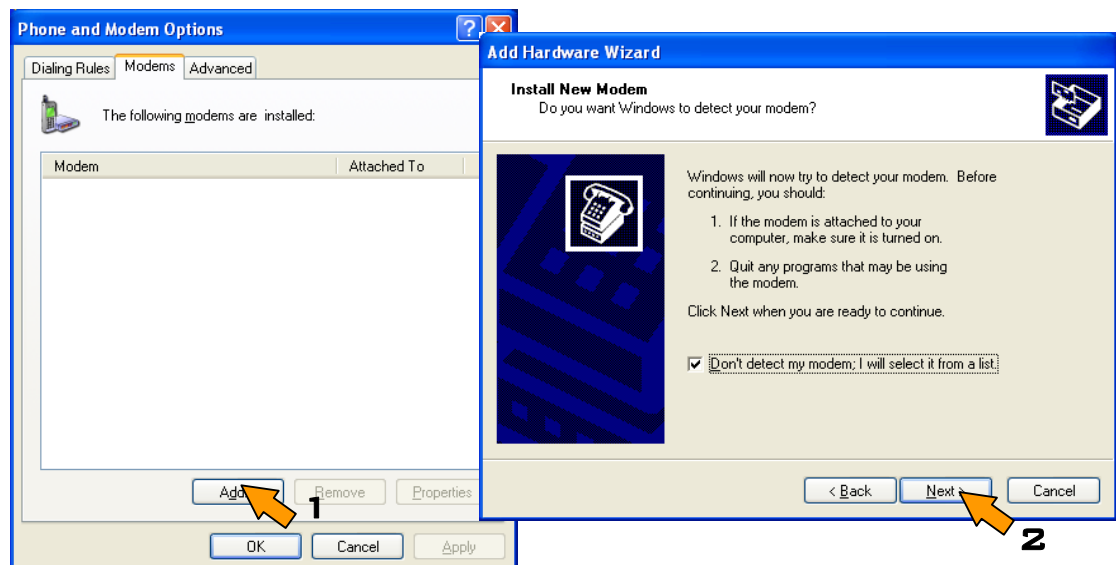 Phone and Modem Options
Dialing Rules Modems Advanced
The following modems are installed:
Modem Attached To
Remove Properties
1
OK Cancel Apply
Add Hardware Wizard
Install New Modem
Do you want Windows to detect your modem?
Windows will now try to detect your modem. Before
continuing, you should:
1. If the modem is attached to your
computer, make sure it is turned on.
2. Quit any programs that may be using
the modem.
Click Next when you are ready to continue.
Don't detect my modem; I will select it from a list.
< Back Next > Cancel
2